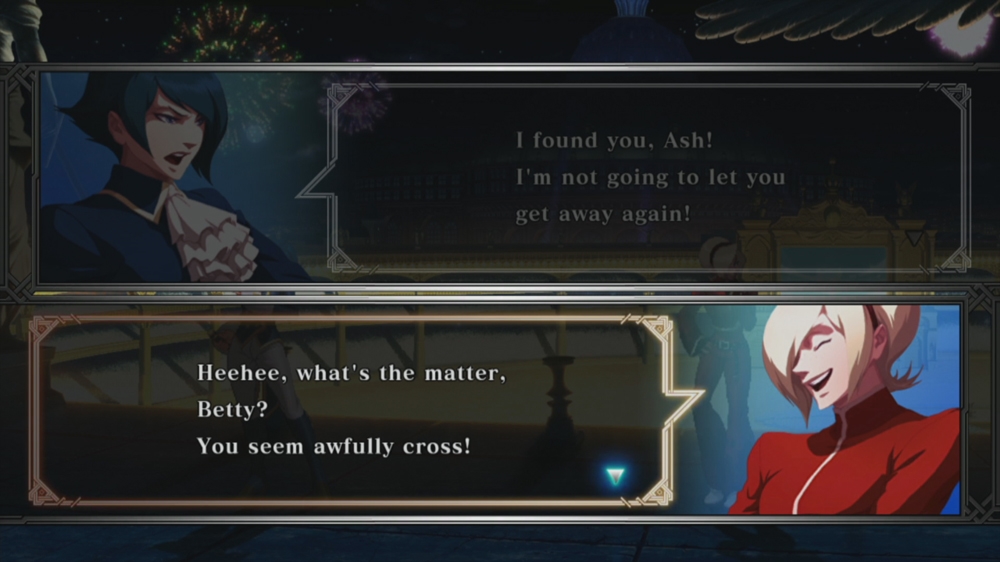 I found you, Ash!
I'm not going to let you
get away again!
Heehee, what's the matter,
Betty?
You seem awfully cross!